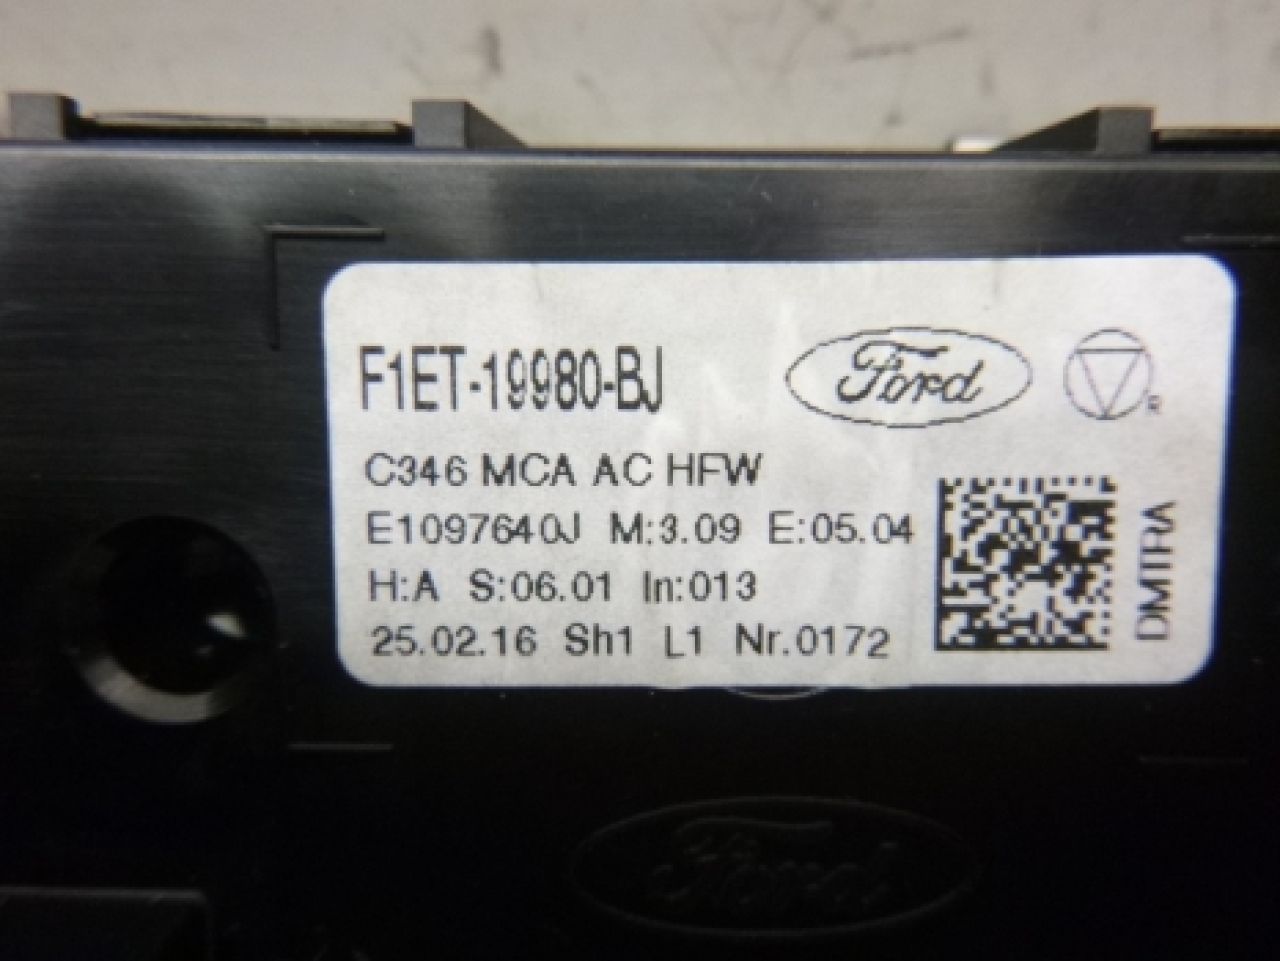 F1ET-19980-BJ
Ford
R
C346 MCA AC HFW
E1097640J M:3.09 E:05.04
H:A S:06.01 In:013
25.02.16 Sh1 L1 Nr.0172
DMTRA
Ford